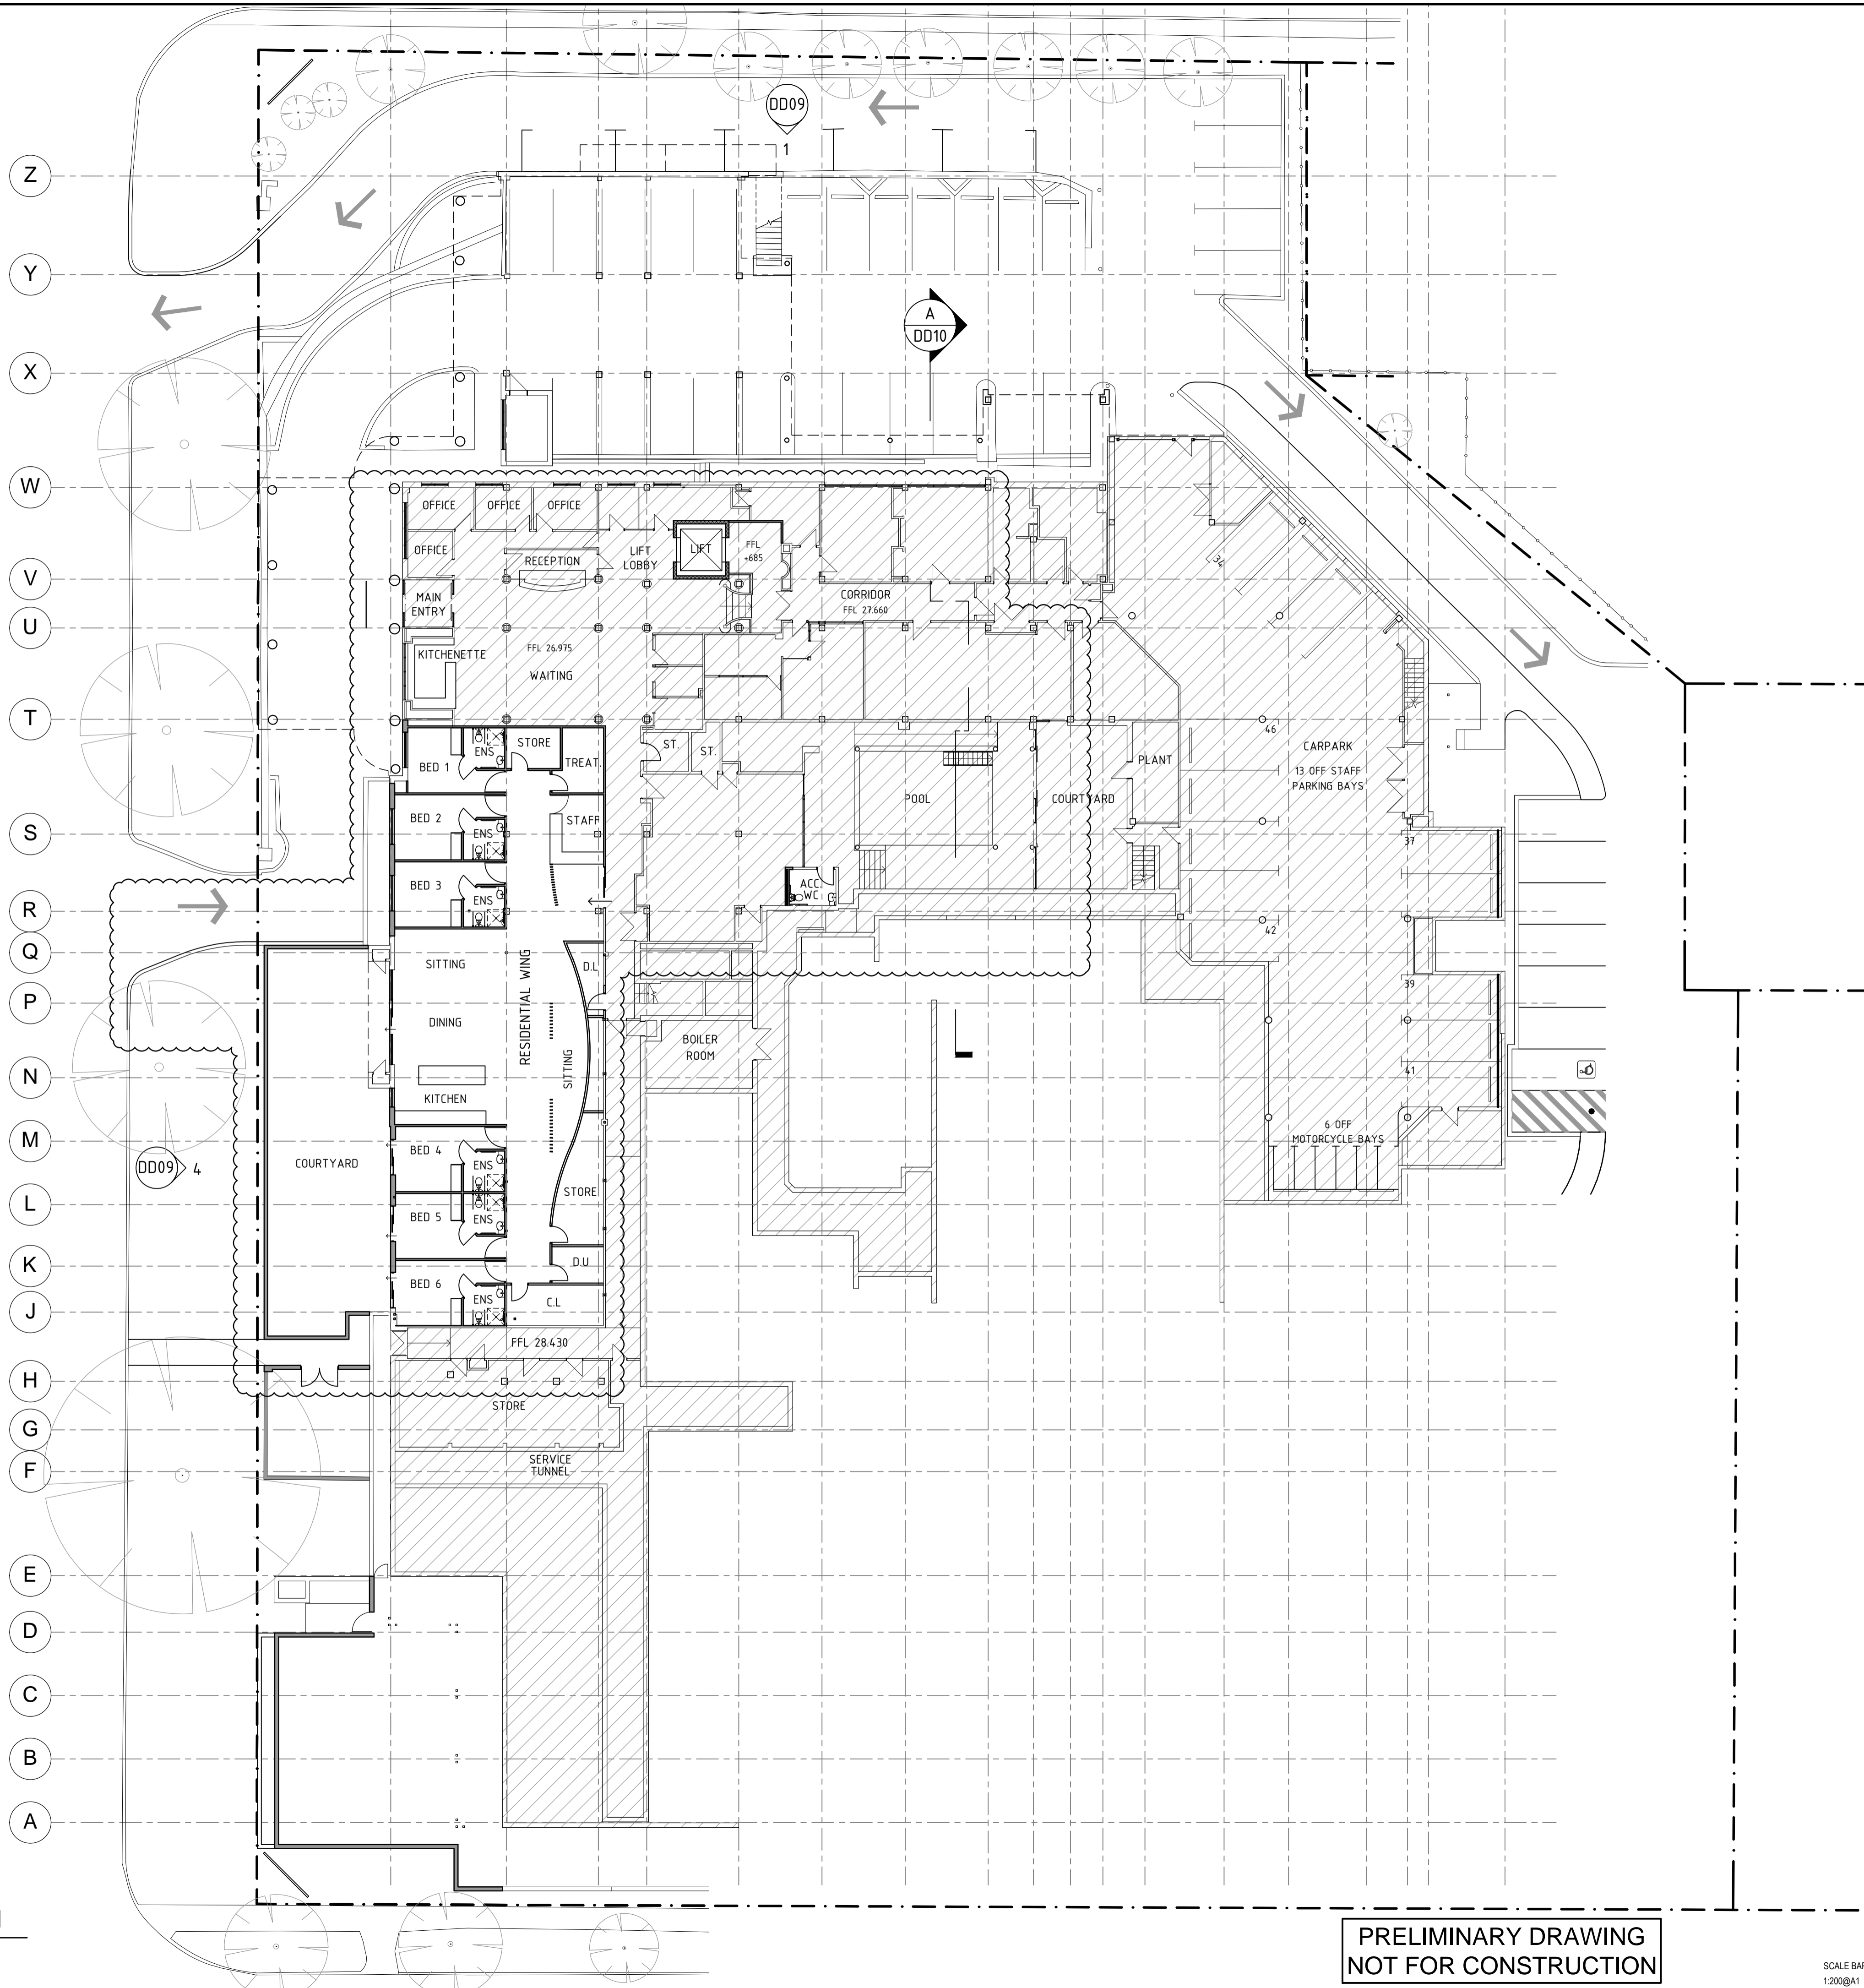 DD09
1
Z
Y
A
DD10
X
W
OFFICE
OFFICE
OFFICE
OFFICE
RECEPTION
LIFT
LOBBY
LIFT
FFL
+685
34
V
MAIN
ENTRY
CORRIDOR
FFL 27.660
U
KITCHENETTE
FFL 26.975
WAITING
T
46
BED 1
ENS
STORE
TREAT.
ST.
ST.
PLANT
CARPARK
13 OFF STAFF
PARKING BAYS
POOL
COURTYARD
BED 2
ENS
STAFF
S
37
BED 3
ENS
ACC.
WC
R
42
Q
SITTING
D.L
RESIDENTIAL WING
39
P
DINING
BOILER
ROOM
SITTING
N
41
KITCHEN
M
6 OFF
MOTORCYCLE BAYS
BED 4
ENS
COURTYARD
DD09
4
L
STORE
BED 5
ENS
K
D.U
BED 6
ENS
C.L
J
FFL 28.430
H
STORE
G
SERVICE
TUNNEL
F
E
D
C
B
A
PRELIMINARY DRAWING
NOT FOR CONSTRUCTION
SCALE BAR
1:200@A1